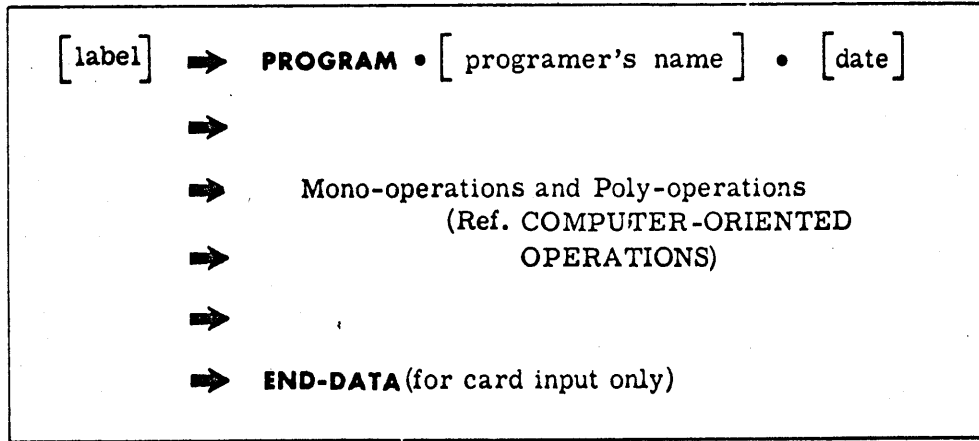 [label] ➡ PROGRAM • [programer's name] • [date]
➡
➡ Mono-operations and Poly-operations
(Ref. COMPUTER-ORIENTED
➡ OPERATIONS)
➡
➡ END-DATA (for card input only)